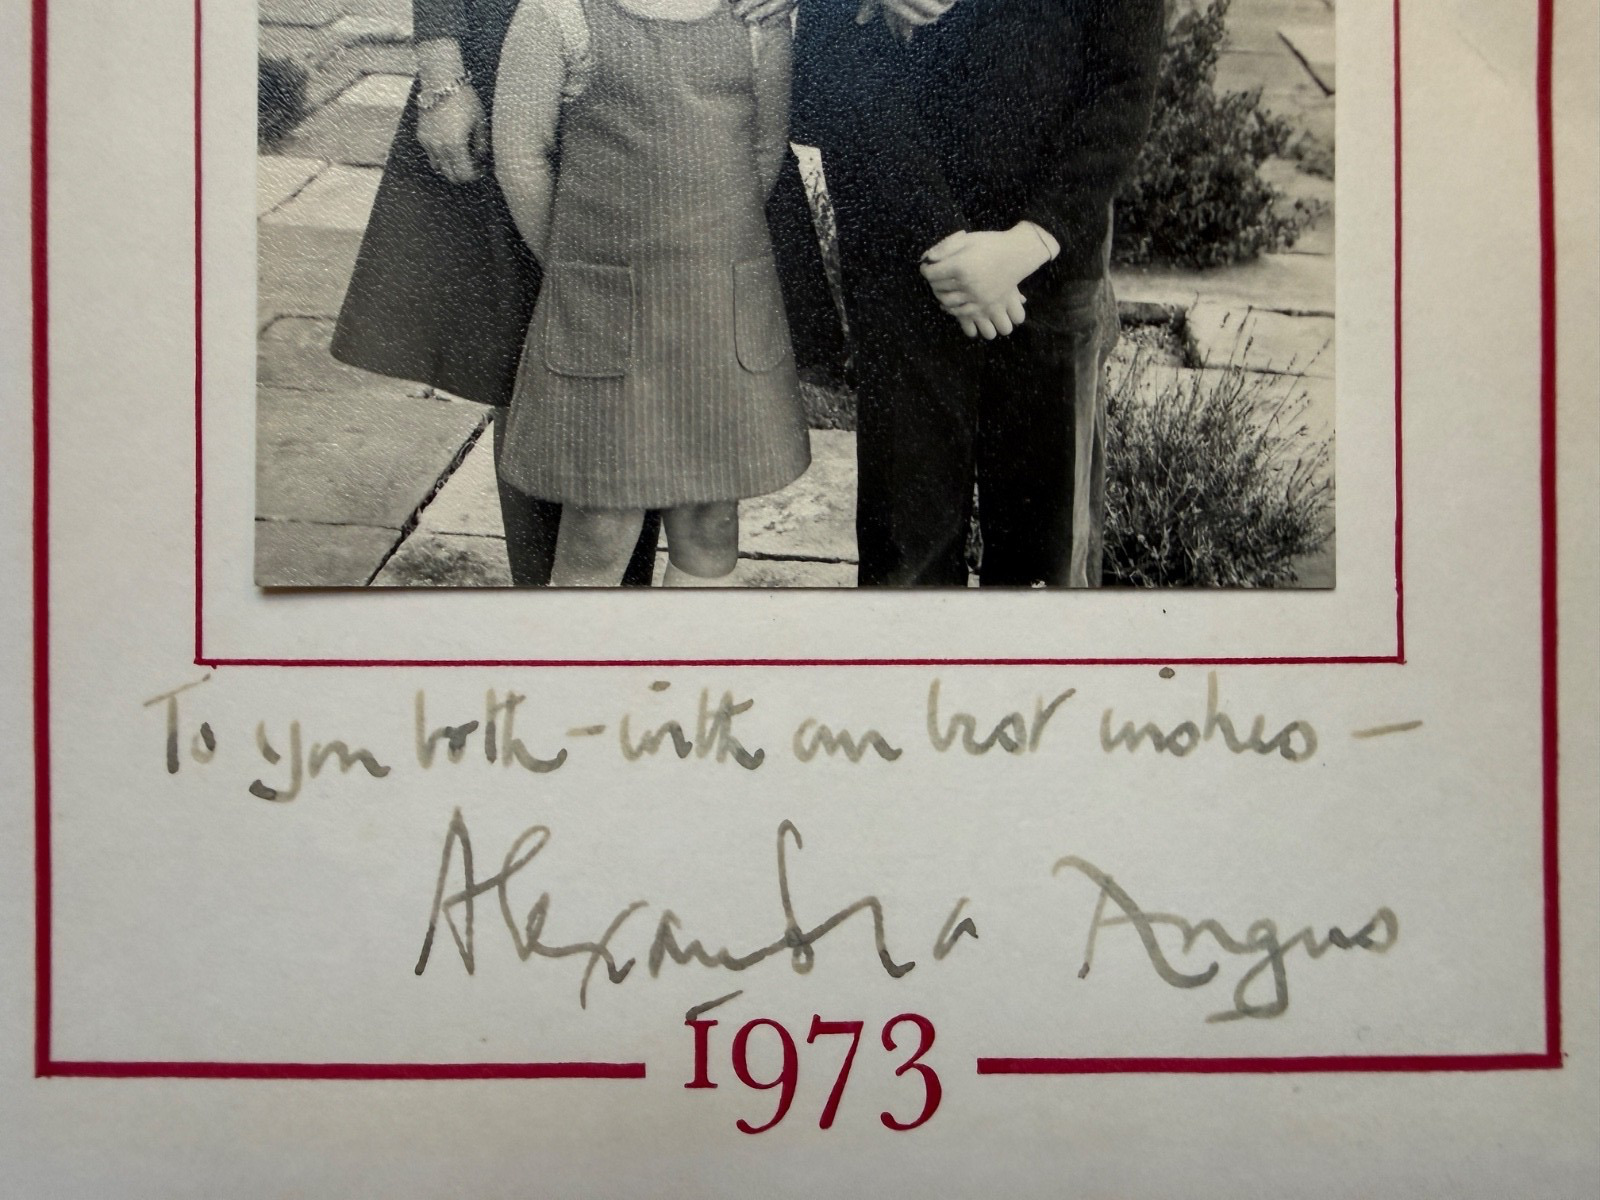 To you both – with our best wishes –
Alexandra Angus
1973